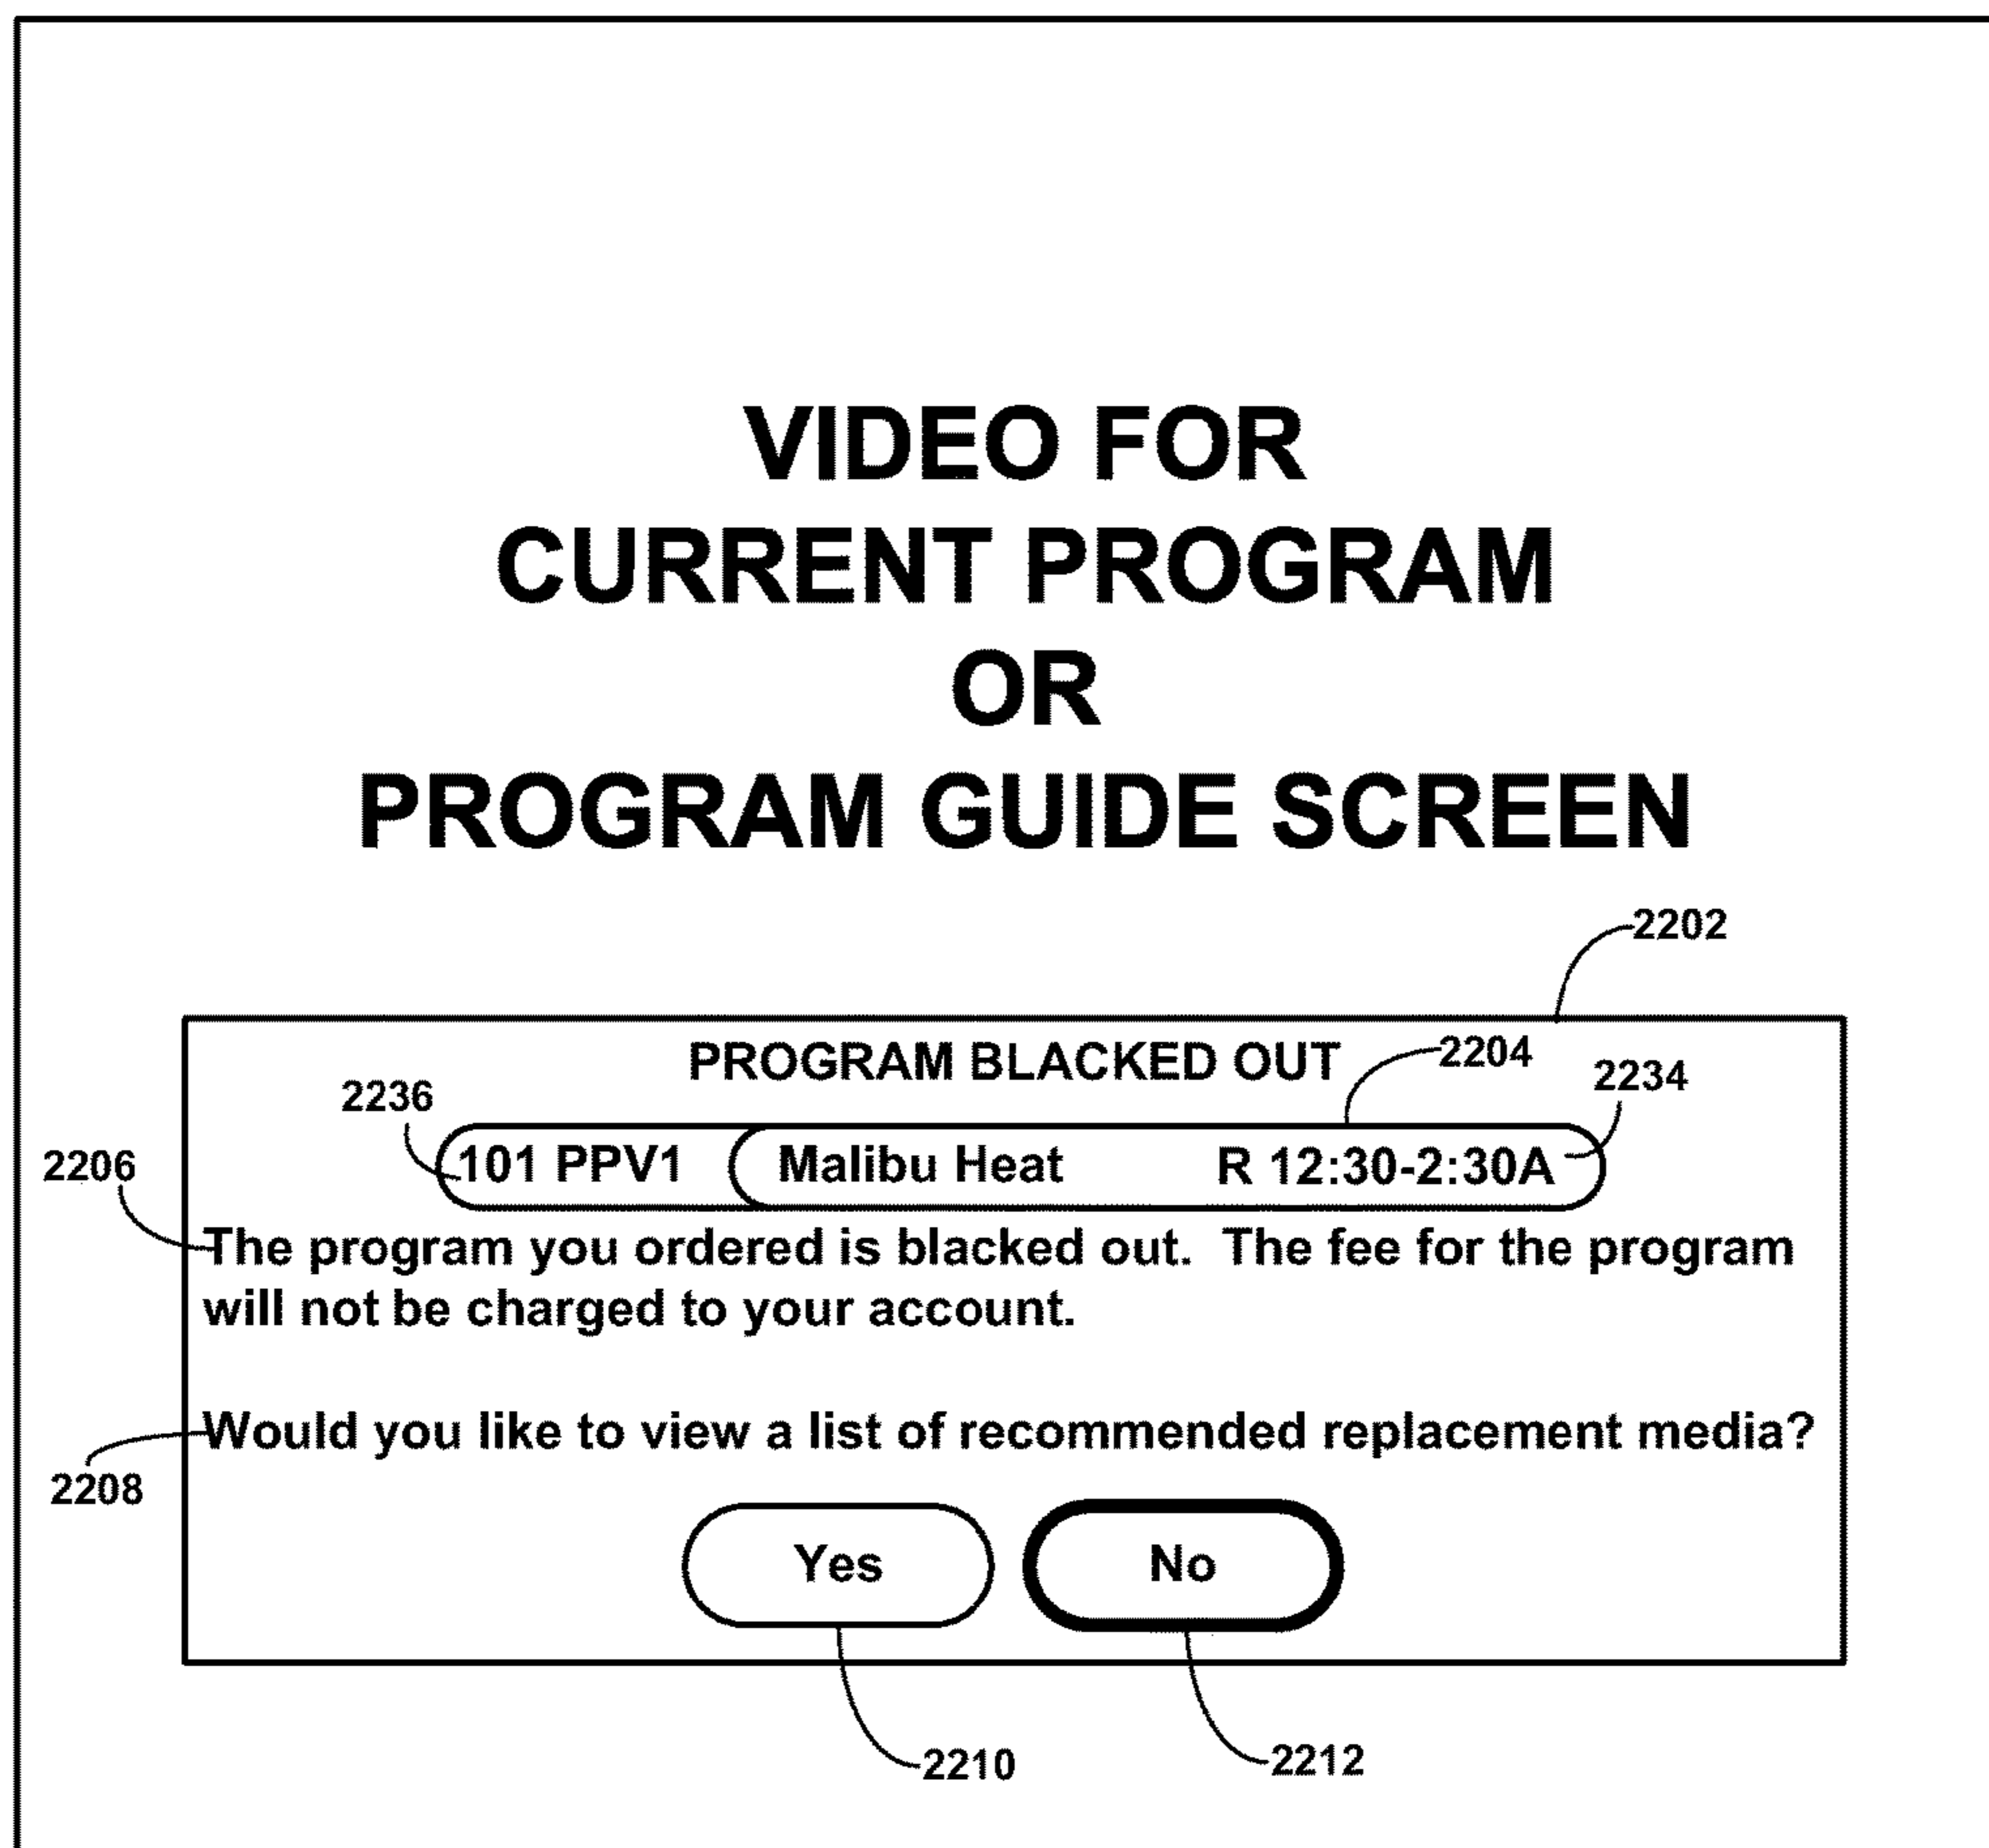 VIDEO FOR
CURRENT PROGRAM
OR
PROGRAM GUIDE SCREEN
2202
PROGRAM BLACKED OUT
2204
2234
2236
101 PPV1 Malibu Heat R 12:30-2:30A
2206
The program you ordered is blacked out. The fee for the program
will not be charged to your account.
Would you like to view a list of recommended replacement media?
2208
Yes No
2210
2212